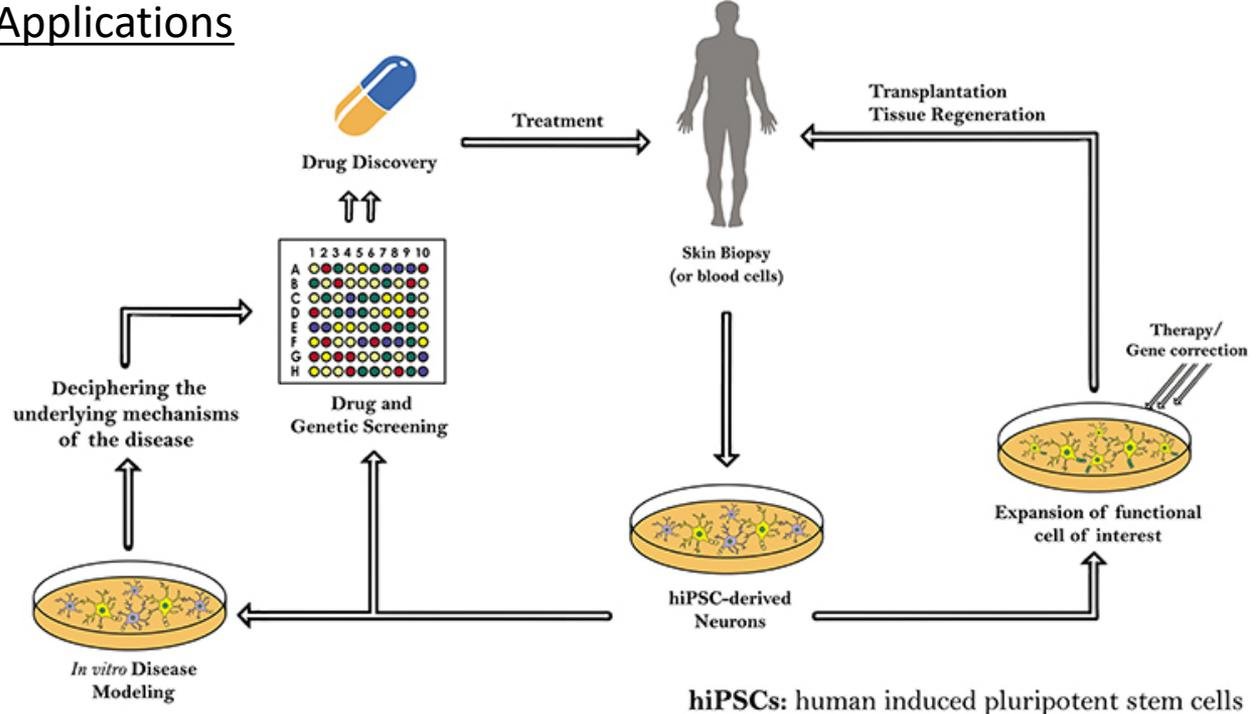 Applications
Drug Discovery
Treatment
Transplantation
Tissue Regeneration
Skin Biopsy
(or blood cells)
1 2 3 4 5 6 7 8 9 10
A
B
C
D
E
F
G
H
Drug and
Genetic Screening
Deciphering the
underlying mechanisms
of the disease
In vitro Disease
Modeling
hiPSC-derived
Neurons
Therapy/
Gene correction
Expansion of functional
cell of interest
hiPSCs: human induced pluripotent stem cells